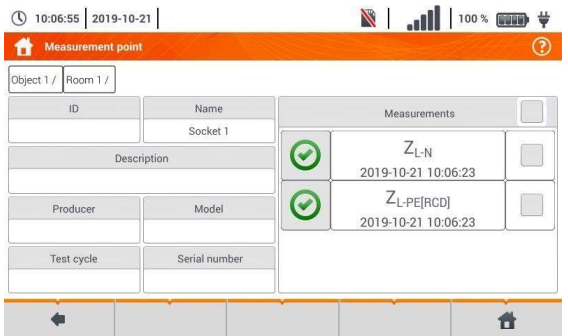 10:06:55 2019-10-21 100 %
Measurement point ?
Object 1 / Room 1 /
ID Name Measurements
Socket 1
ZL-N
2019-10-21 10:06:23
Description
ZL-PE[RCD]
2019-10-21 10:06:23
Producer Model
Test cycle Serial number